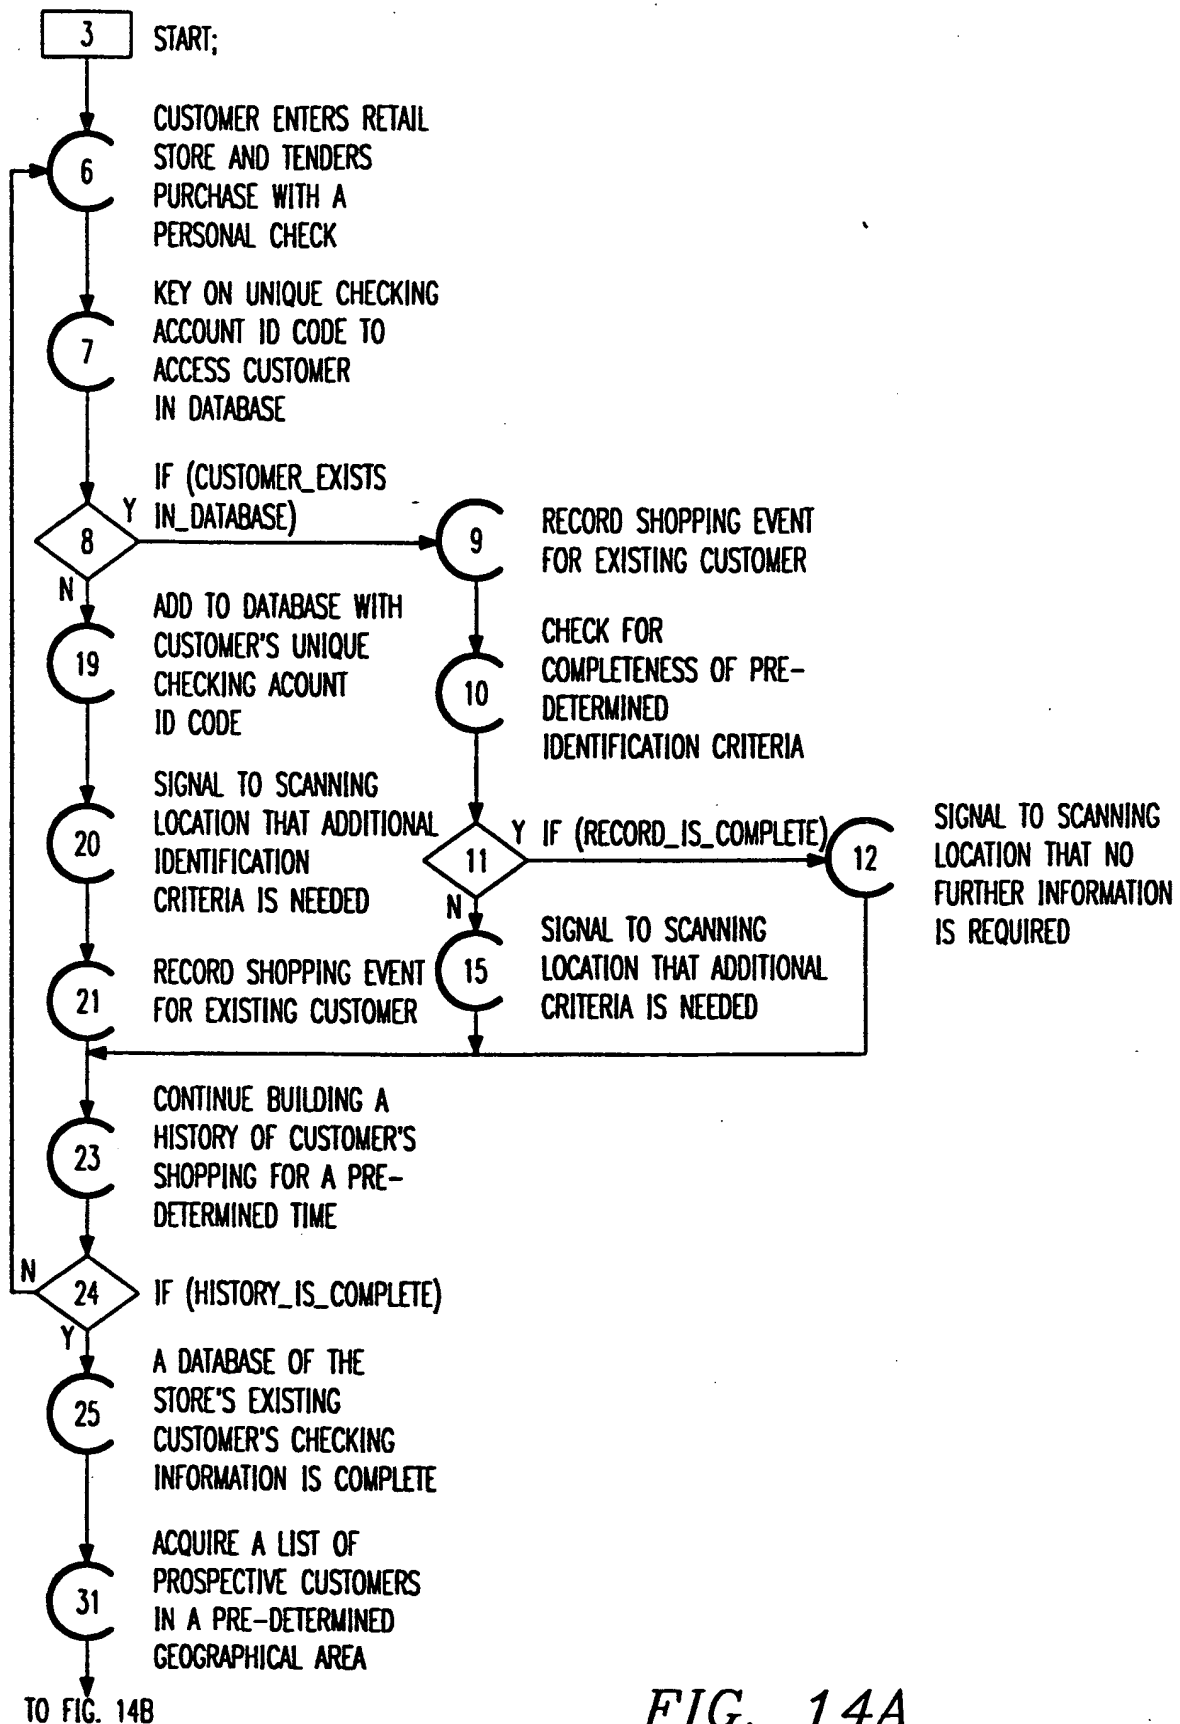 3
START;
CUSTOMER ENTERS RETAIL
STORE AND TENDERS
PURCHASE WITH A
PERSONAL CHECK
6
KEY ON UNIQUE CHECKING
ACCOUNT ID CODE TO
ACCESS CUSTOMER
IN DATABASE
7
IF (CUSTOMER_EXISTS
IN_DATABASE)
Y
8
N
9
RECORD SHOPPING EVENT
FOR EXISTING CUSTOMER
ADD TO DATABASE WITH
CUSTOMER'S UNIQUE
CHECKING ACOUNT
ID CODE
19
CHECK FOR
COMPLETENESS OF PRE-
DETERMINED
IDENTIFICATION CRITERIA
10
SIGNAL TO SCANNING
LOCATION THAT ADDITIONAL
IDENTIFICATION
CRITERIA IS NEEDED
20
11
Y IF (RECORD_IS_COMPLETE)
N
12
SIGNAL TO SCANNING
LOCATION THAT NO
FURTHER INFORMATION
IS REQUIRED
RECORD SHOPPING EVENT
FOR EXISTING CUSTOMER
21
15
SIGNAL TO SCANNING
LOCATION THAT ADDITIONAL
CRITERIA IS NEEDED
CONTINUE BUILDING A
HISTORY OF CUSTOMER'S
SHOPPING FOR A PRE-
DETERMINED TIME
23
N
24
IF (HISTORY_IS_COMPLETE)
Y
A DATABASE OF THE
STORE'S EXISTING
CUSTOMER'S CHECKING
INFORMATION IS COMPLETE
25
ACQUIRE A LIST OF
PROSPECTIVE CUSTOMERS
IN A PRE-DETERMINED
GEOGRAPHICAL AREA
31
TO FIG. 14B
FIG. 14A